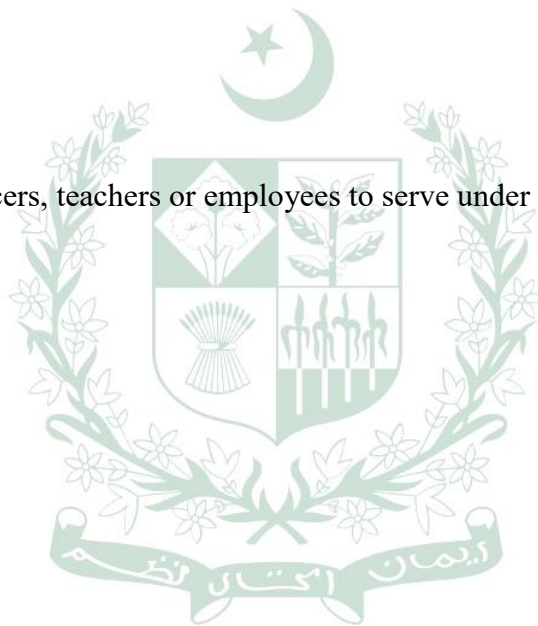 cers, teachers or employees to serve under
ایمان اتحاد نظم